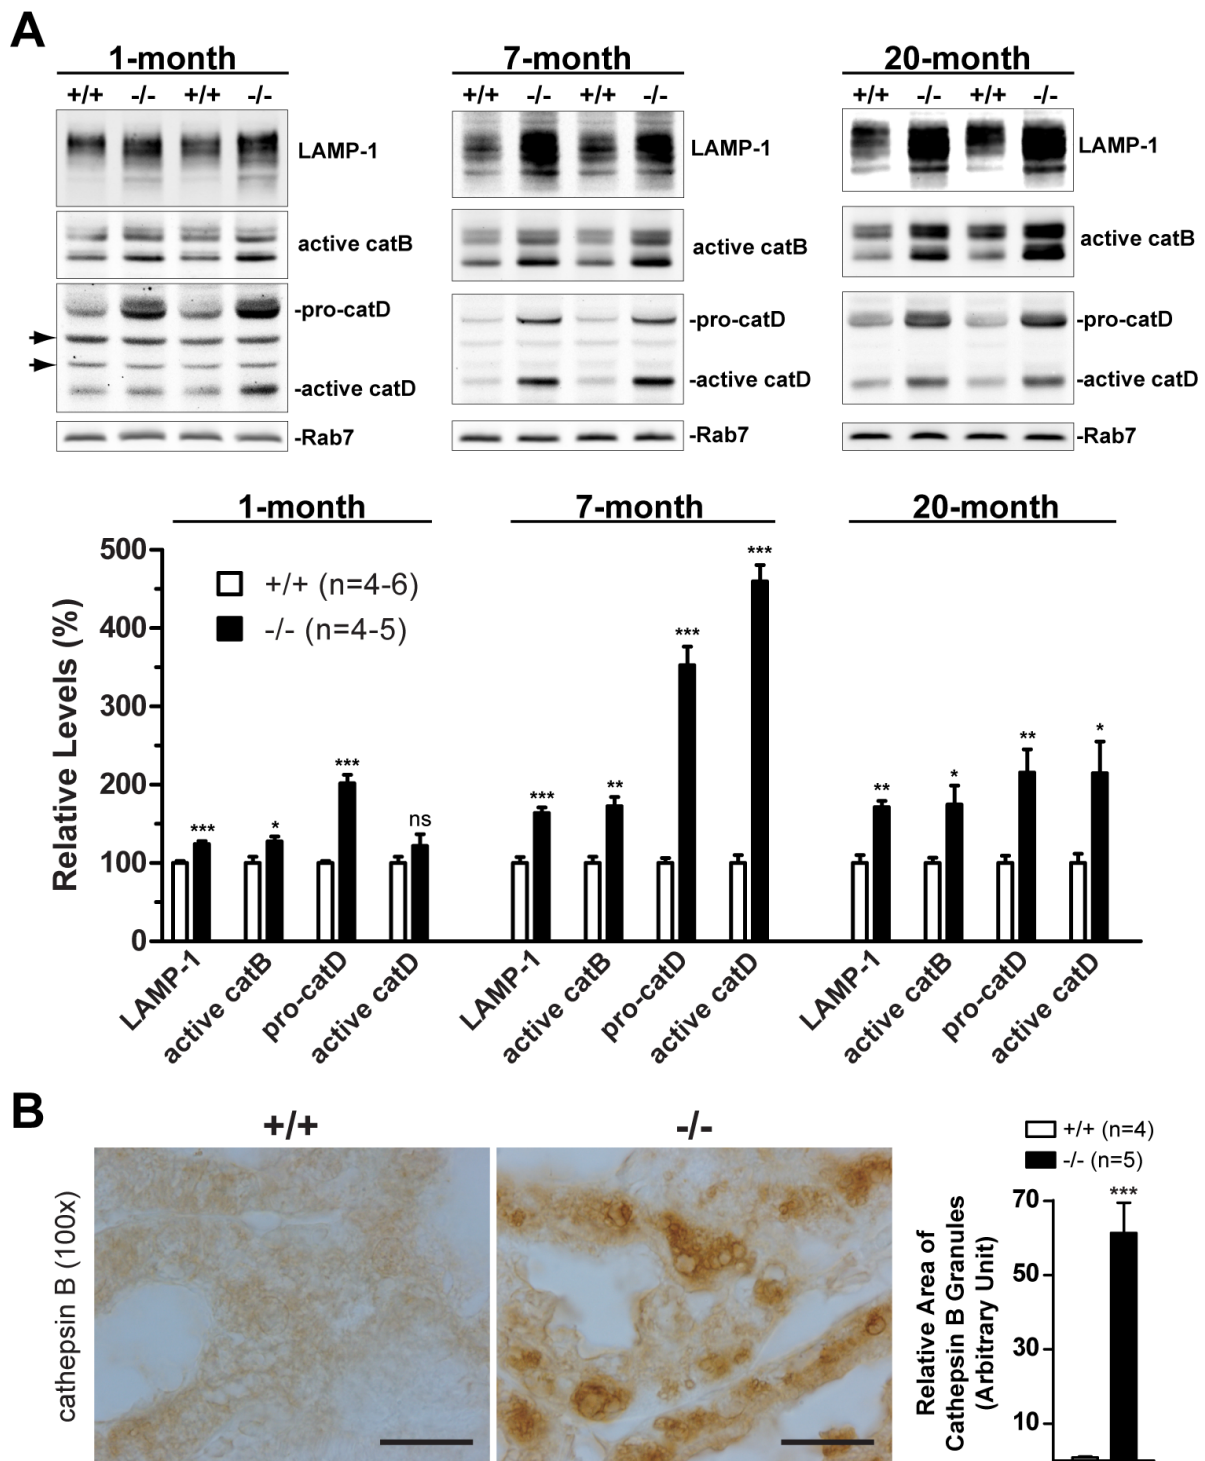 A
1-month 7-month 20-month
+/+ -/- +/+ -/- +/+ -/- +/+ -/- +/+ -/- +/+ -/-
LAMP-1 LAMP-1 LAMP-1
active catB active catB active catB
-pro-catD -pro-catD -pro-catD
-active catD -active catD -active catD
-Rab7 -Rab7 -Rab7
1-month 7-month 20-month
Relative Levels (%)
500
400
300
200
100
0
+/+ (n=4-6)
-/- (n=4-5)
*** * *** ns *** ** *** *** ** * ** *
LAMP-1 active catB pro-catD active catD LAMP-1 active catB pro-catD active catD LAMP-1 active catB pro-catD active catD
B
+/+ -/-
cathepsin B (100x)
+/+ (n=4)
-/- (n=5)
Relative Area of
Cathepsin B Granules
(Arbitrary Unit)
70
50
30
10
***